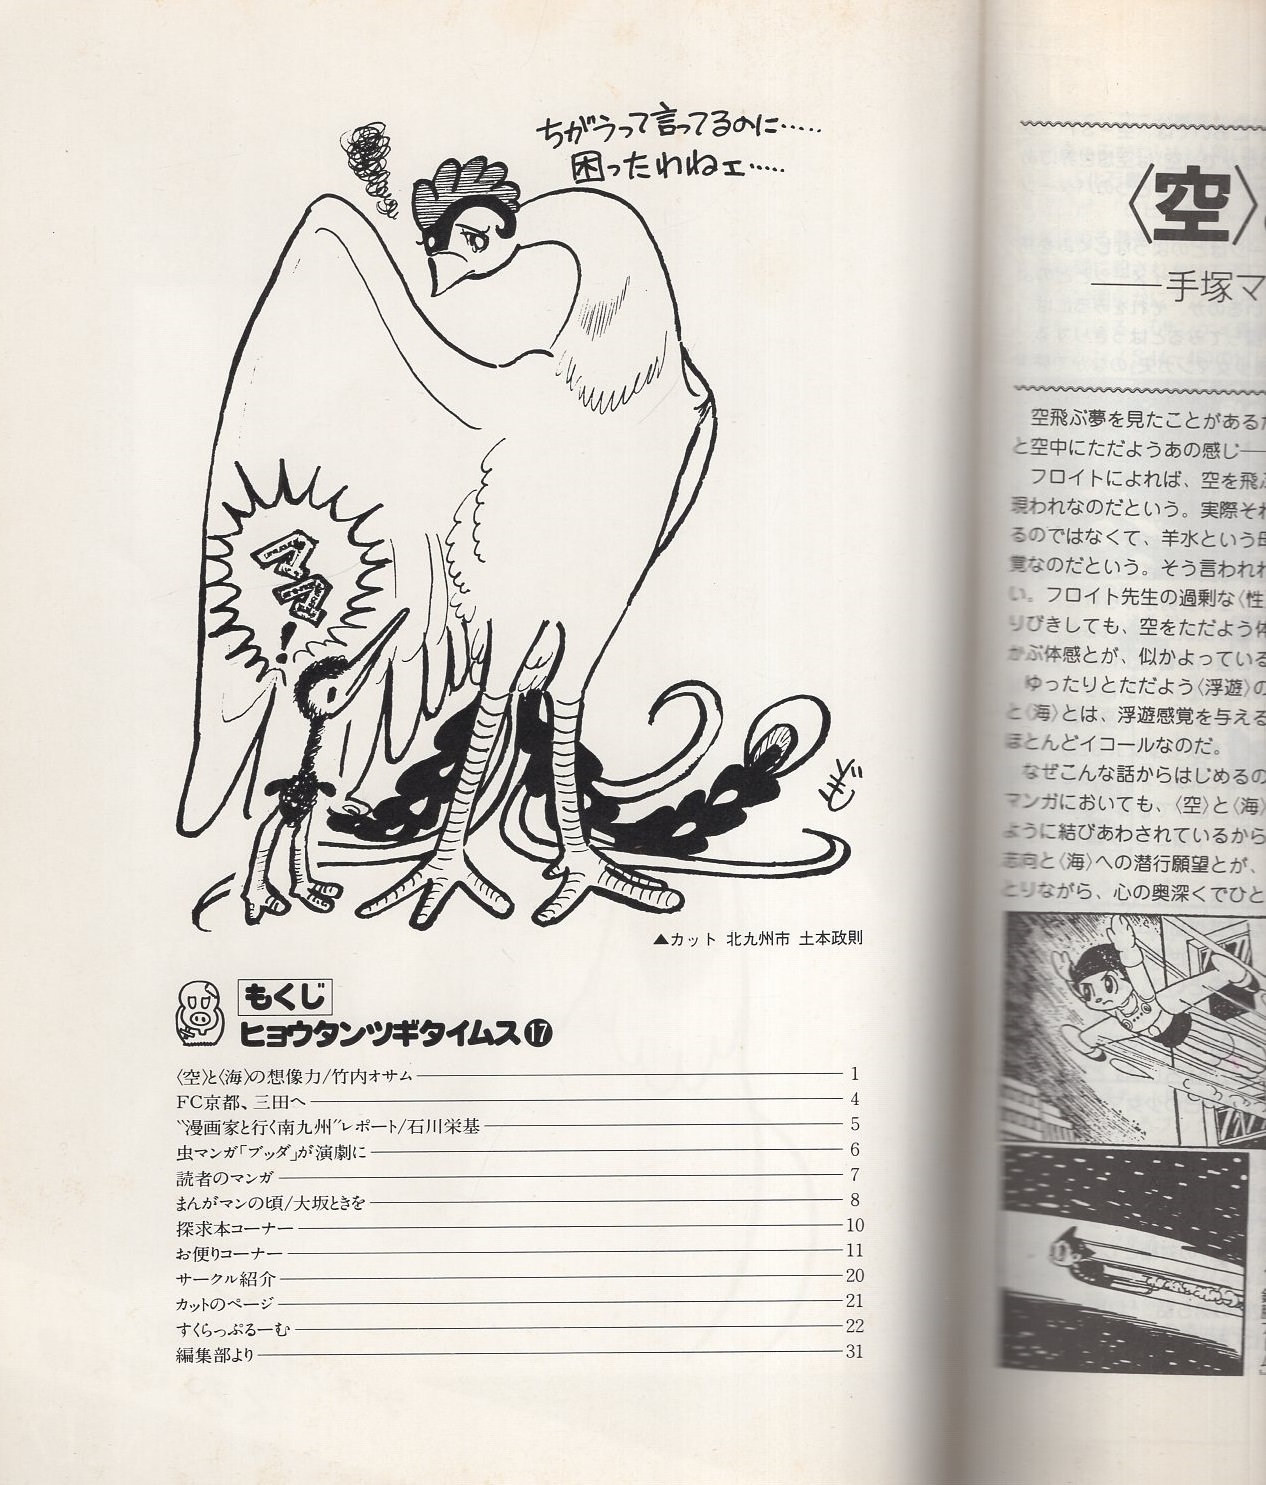 ちがうって言ってるのに‥‥‥
困ったわねェ‥‥‥
ママ!
▲カット 北九州市 土本政則
もくじ
ヒョウタンツギタイムス⓱
〈空〉と〈海〉の想像力/竹内オサム 1
FC京都、三田へ 4
〝漫画家と行く南九州〞レポート/石川栄基 5
虫マンガ「ブッダ」が演劇に 6
読者のマンガ 7
まんがマンの頃/大坂ときを 8
探求本コーナー 10
お便りコーナー 11
サークル紹介 20
カットのページ 21
すくらっぷるーむ 22
編集部より 31
〈空〉
——手塚マ
空飛ぶ夢を見たことがある
と空中にただようあの感じ—
フロイトによれば、空を飛
現われなのだという。実際そ
るのではなくて、羊水という
覚なのだという。そう言われ
い。フロイト先生の過剰な〈性
りびきしても、空をただよう
かぶ体感とが、似かよっている
ゆったりとただよう〈浮遊〉の
と〈海〉とは、浮遊感覚を与える
ほとんどイコールなのだ。
なぜこんな話からはじめるの
マンガにおいても、〈空〉と〈海〉
ように結びあわされているから
志向と〈海〉への潜行願望とが、
とりながら、心の奥深くでひと